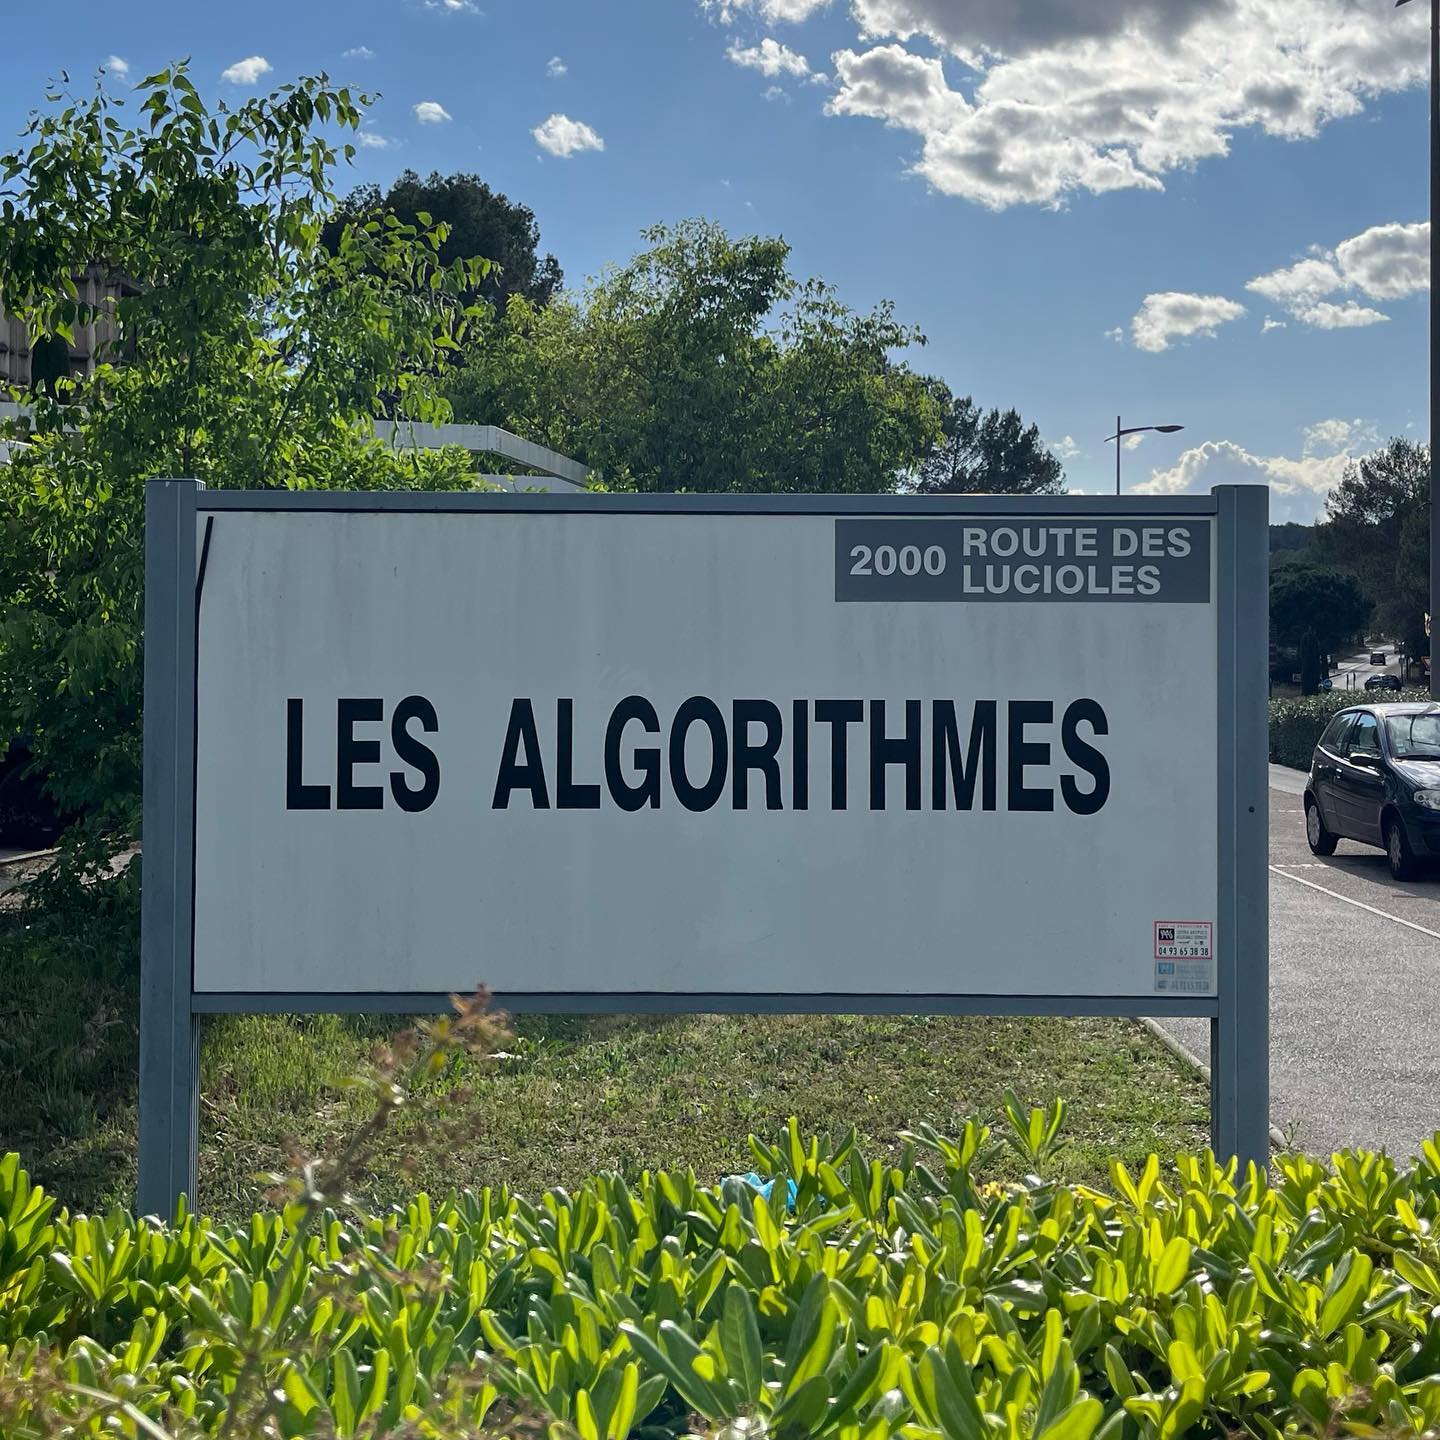 2000
ROUTE DES
LUCIOLES
LES ALGORITHMES
04 93 65 38 38